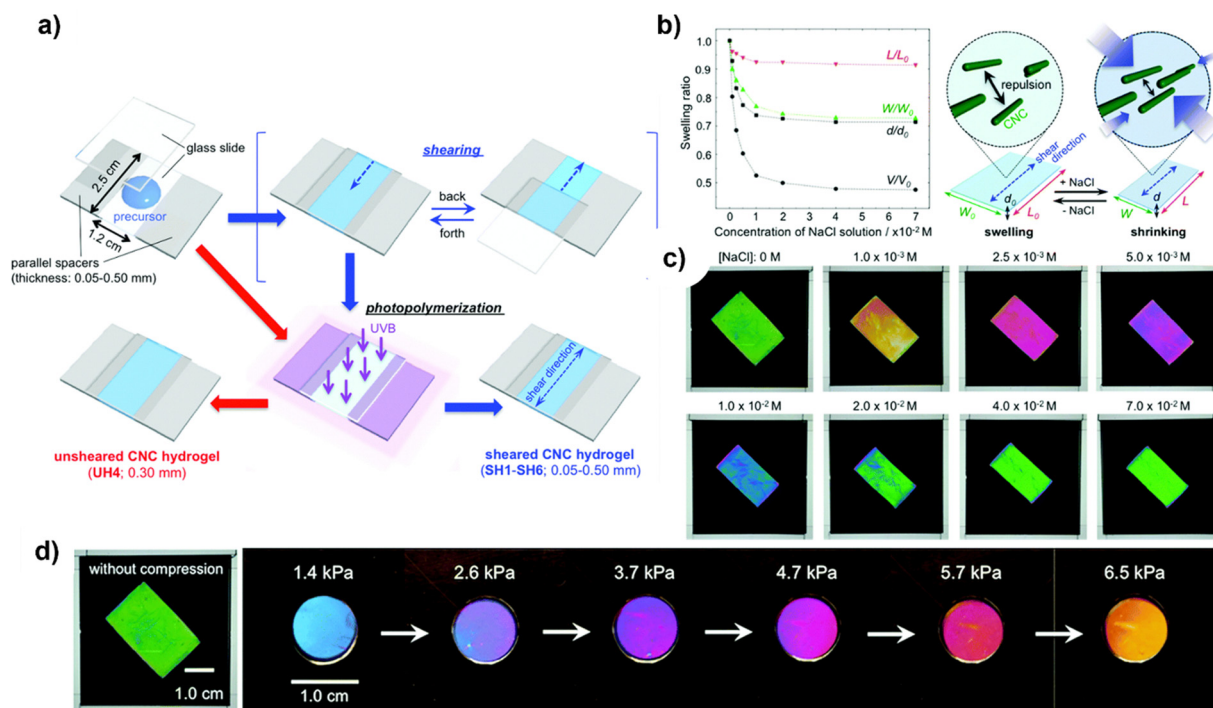 a)
glass slide
2.5 cm
precursor
1.2 cm
parallel spacers
(thickness: 0.05-0.50 mm)
shearing
back
forth
photopolymerization
UVB
shear direction
unsheared CNC hydrogel
(UH4; 0.30 mm)
sheared CNC hydrogel
(SH1-SH6; 0.05-0.50 mm)
b)
Swelling ratio
1.0
0.9
0.8
0.7
0.6
0.5
L/L0
W/W0
d/d0
V/V0
0 1 2 3 4 5 6 7
Concentration of NaCl solution / x10-2 M
repulsion
CNC
shear
direction
W0
d0
L0
+ NaCl
- NaCl
W
d
L
swelling
shrinking
c)
[NaCl]: 0 M
1.0 x 10-3 M
2.5 x 10-3 M
5.0 x 10-3 M
1.0 x 10-2 M
2.0 x 10-2 M
4.0 x 10-2 M
7.0 x 10-2 M
d)
without compression
1.0 cm
1.4 kPa
2.6 kPa
3.7 kPa
4.7 kPa
5.7 kPa
6.5 kPa
1.0 cm